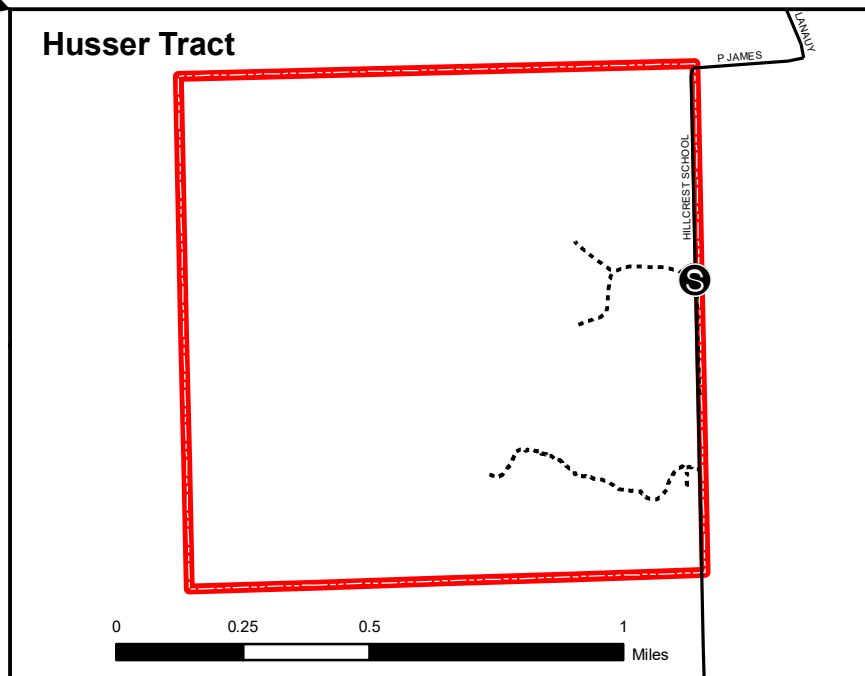 Husser Tract
LANAUY
P JAMES
HILLCREST SCHOOL
S
0 0.25 0.5 1
Miles